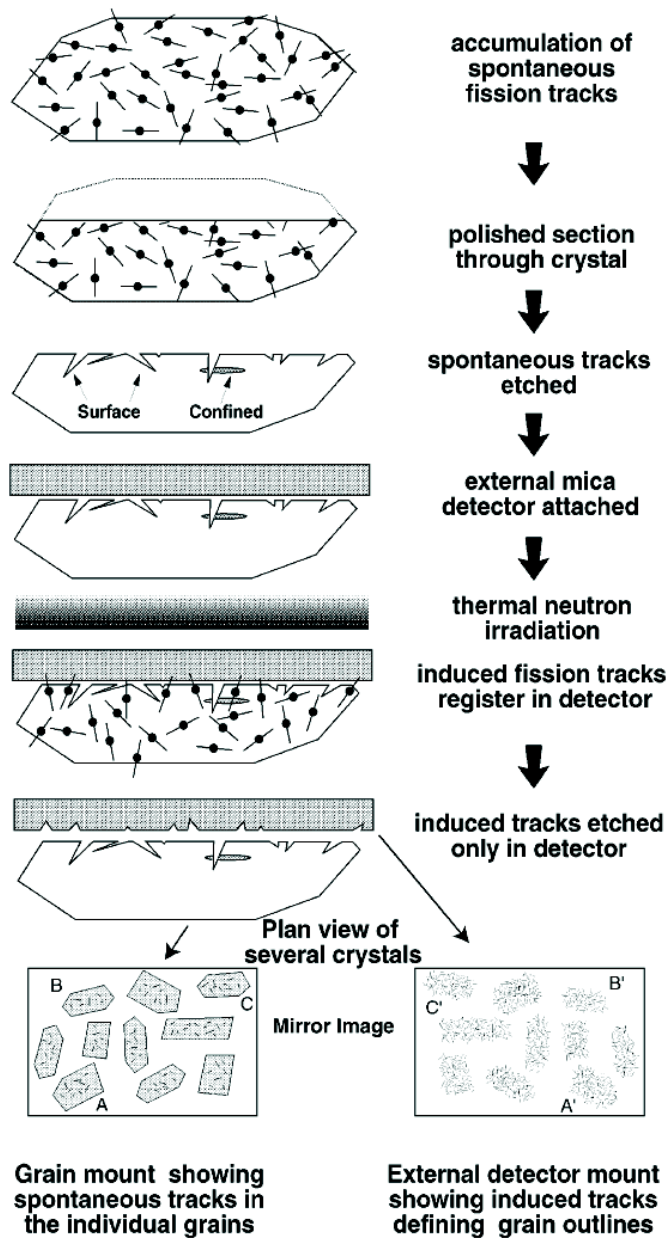 accumulation of
spontaneous
fission tracks
polished section
through crystal
spontaneous tracks
etched
Surface
Confined
external mica
detector attached
thermal neutron
irradiation
induced fission tracks
register in detector
induced tracks etched
only in detector
Plan view of
several crystals
B
C
A
Mirror Image
B'
C'
A'
Grain mount showing
spontaneous tracks in
the individual grains
External detector mount
showing induced tracks
defining grain outlines